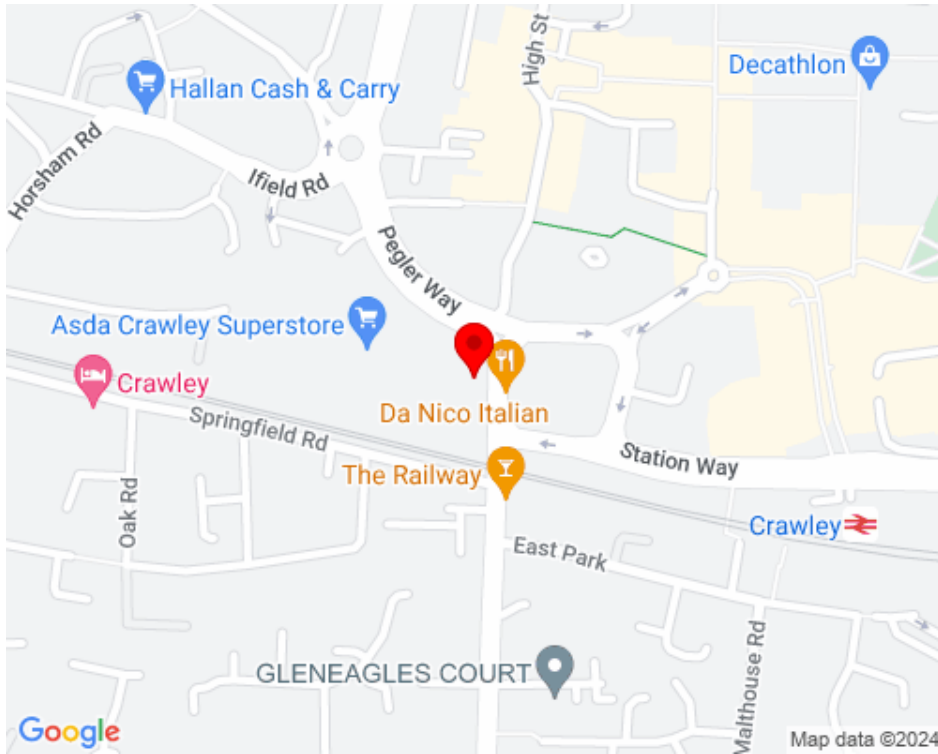 High St
Decathlon
Hallan Cash & Carry
Horsham Rd
Ifield Rd
Pegler Way
Asda Crawley Superstore
Crawley
Da Nico Italian
Springfield Rd
Station Way
The Railway
Oak Rd
Crawley
East Park
GLENEAGLES COURT
Malthouse Rd
Google
Map data ©2024